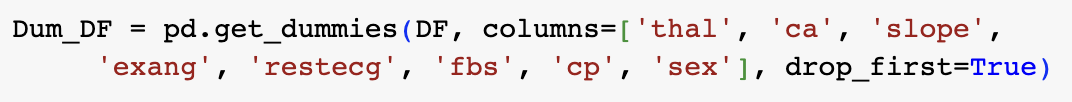 Dum_DF = pd.get_dummies(DF, columns=['thal', 'ca', 'slope',
'exang', 'restecg', 'fbs', 'cp', 'sex'], drop_first=True)